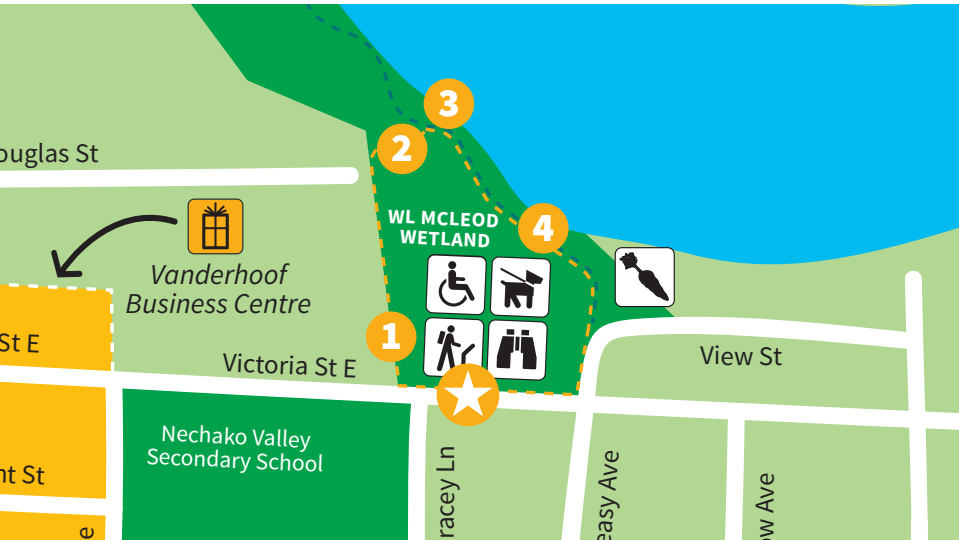 3
2
ouglas St
WL MCLEOD
WETLAND
4
Vanderhoof
Business Centre
1
St E
Victoria St E
View St
Nechako Valley
Secondary School
nt St
racey Ln
easy Ave
ow Ave
e